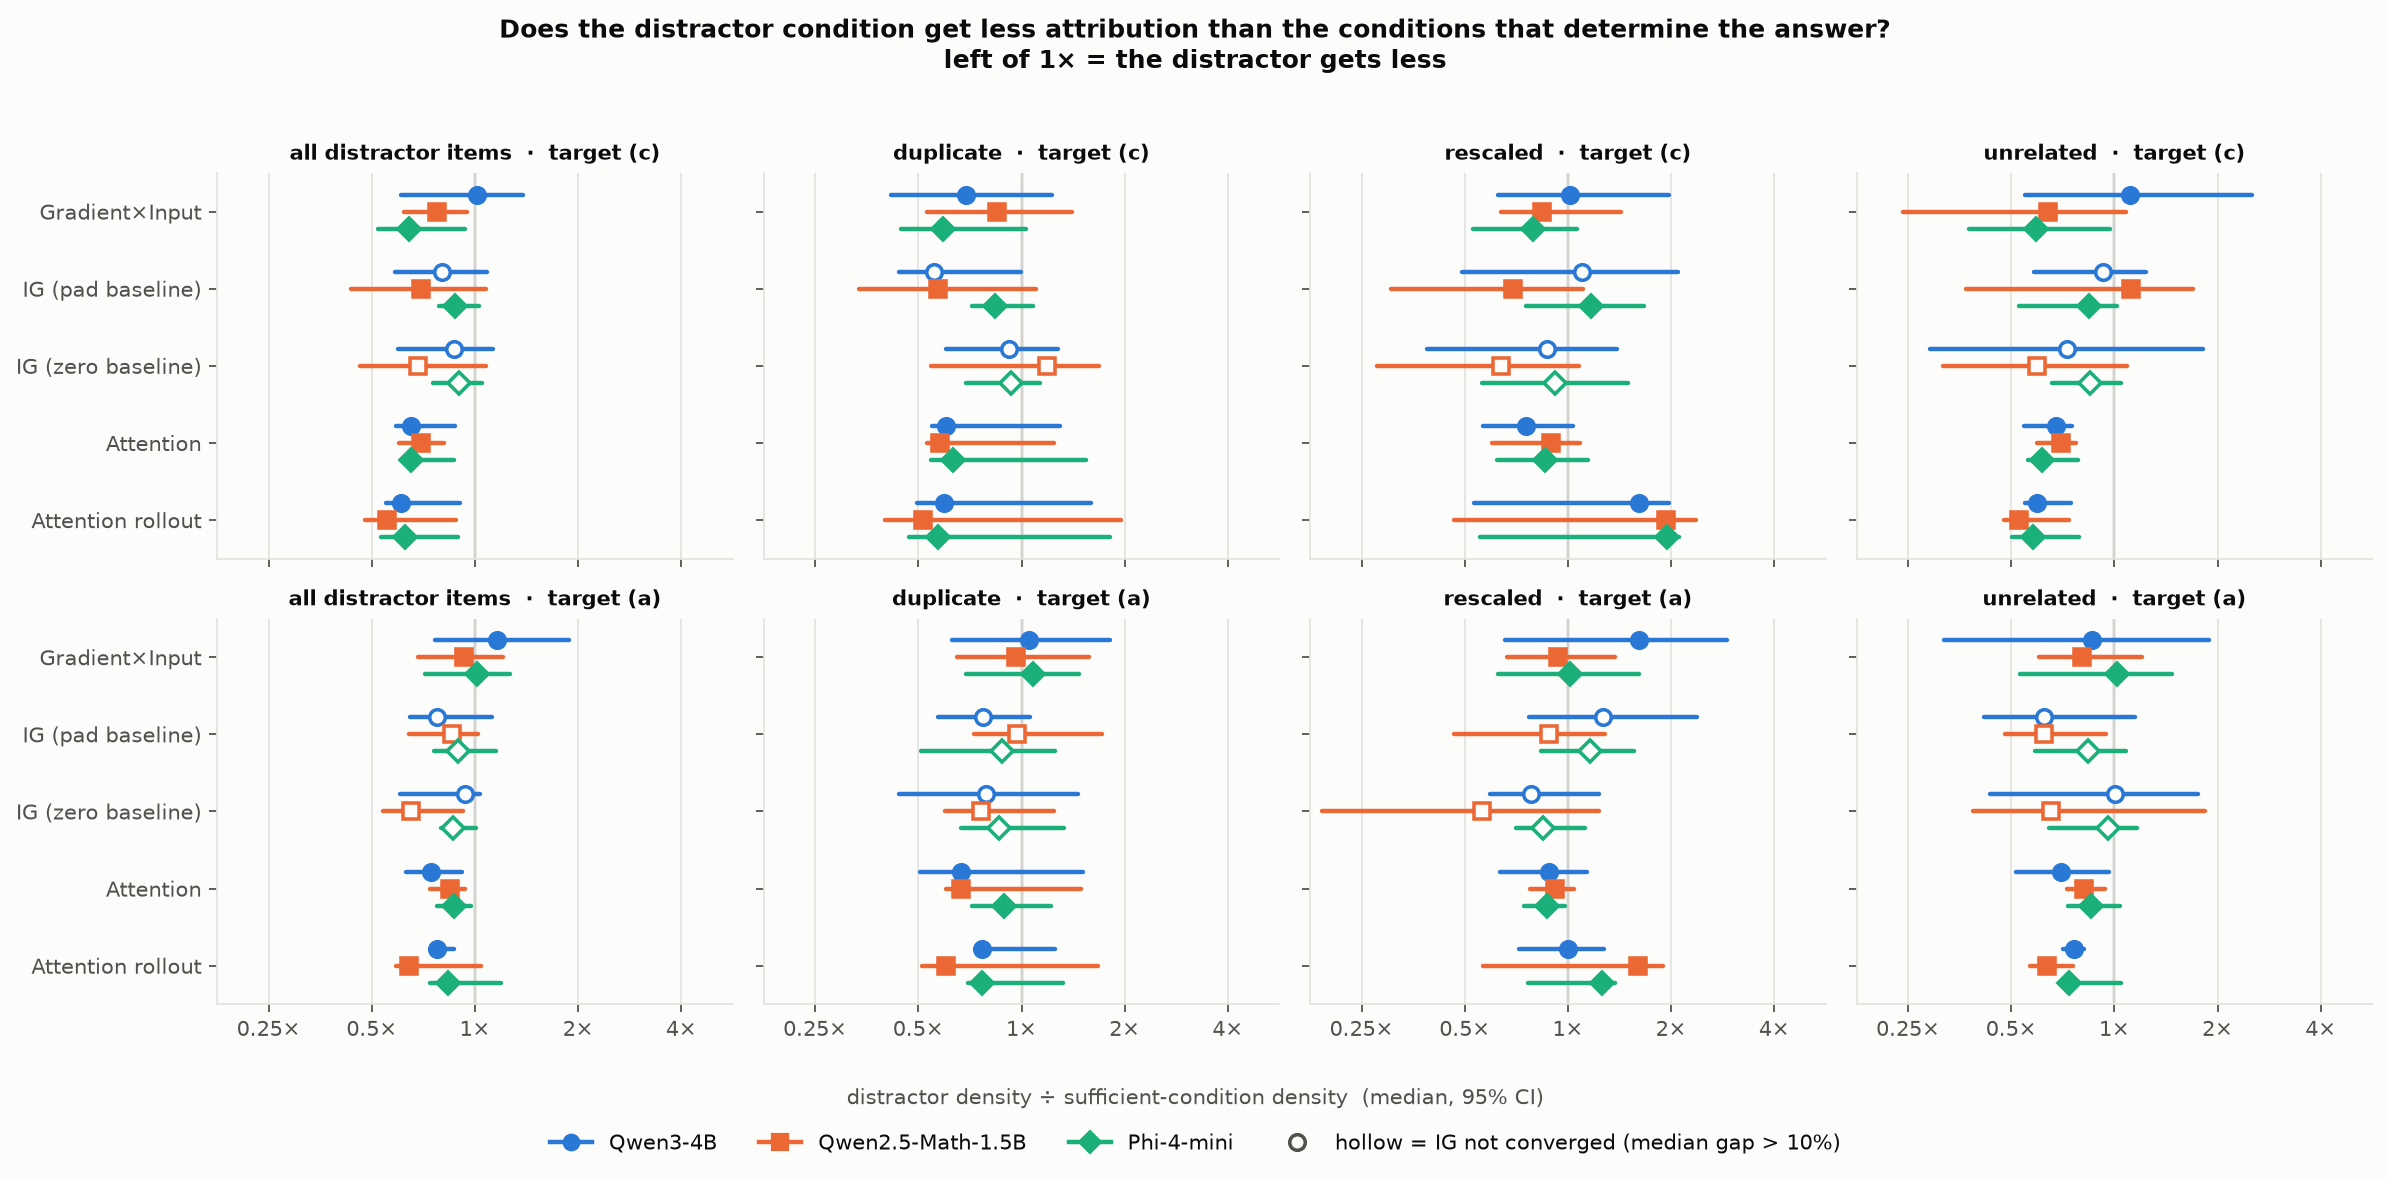 Does the distractor condition get less attribution than the conditions that determine the answer?
left of 1× = the distractor gets less
all distractor items · target (c)
duplicate · target (c)
rescaled · target (c)
unrelated · target (c)
Gradient×Input
IG (pad baseline)
IG (zero baseline)
Attention
Attention rollout
all distractor items · target (a)
duplicate · target (a)
rescaled · target (a)
unrelated · target (a)
Gradient×Input
IG (pad baseline)
IG (zero baseline)
Attention
Attention rollout
0.25× 0.5× 1× 2× 4×
0.25× 0.5× 1× 2× 4×
0.25× 0.5× 1× 2× 4×
0.25× 0.5× 1× 2× 4×
distractor density ÷ sufficient-condition density (median, 95% CI)
Qwen3-4B
Qwen2.5-Math-1.5B
Phi-4-mini
hollow = IG not converged (median gap > 10%)